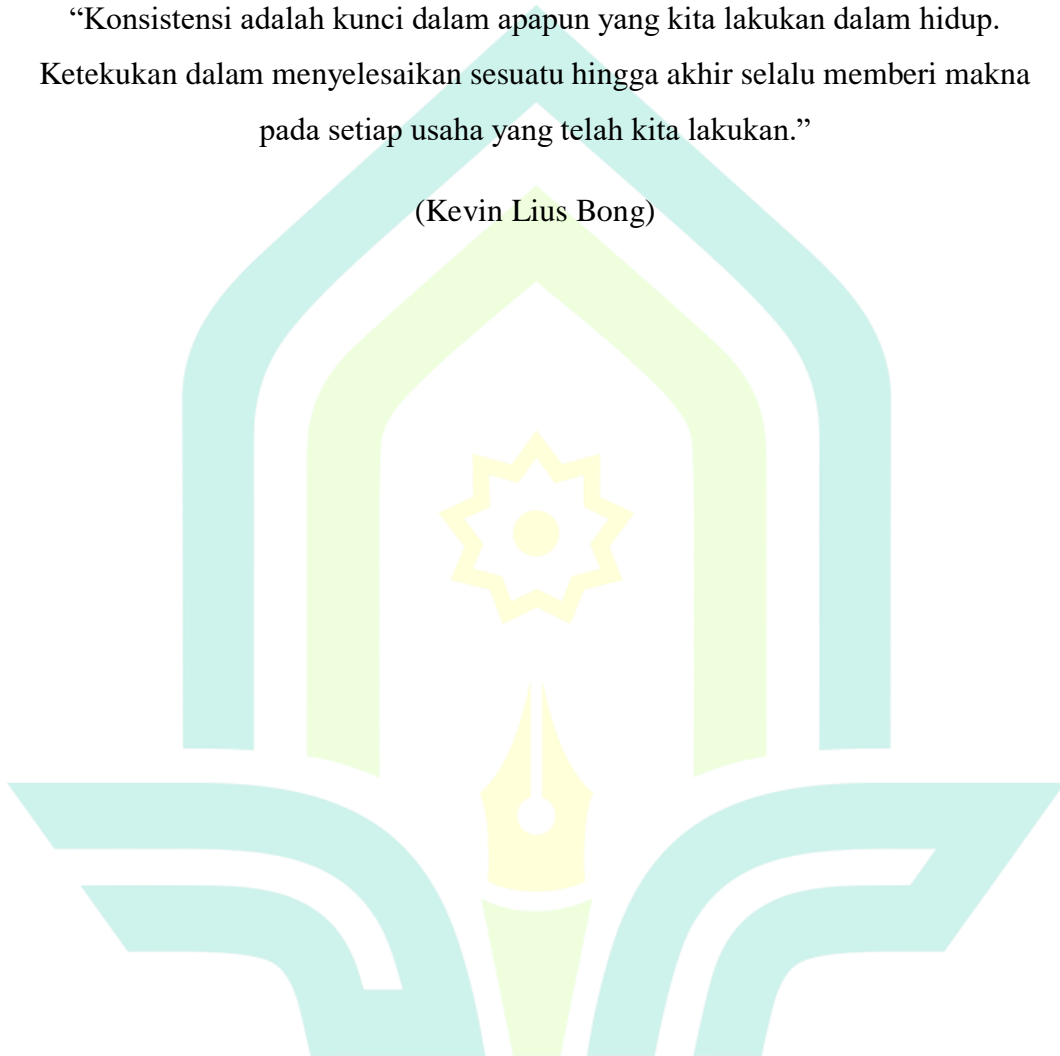 “Konsistensi adalah kunci dalam apapun yang kita lakukan dalam hidup.
Ketekukan dalam menyelesaikan sesuatu hingga akhir selalu memberi makna
pada setiap usaha yang telah kita lakukan.”
(Kevin Lius Bong)